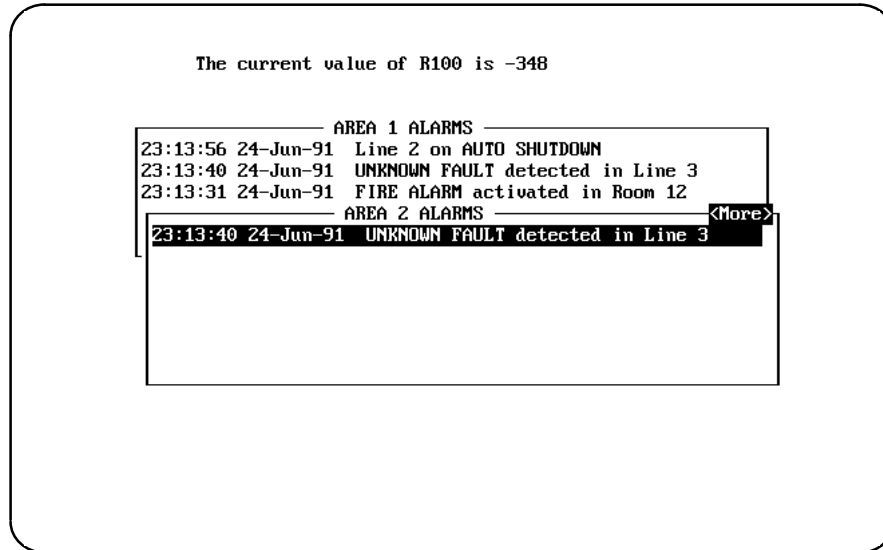 The current value of R100 is -348
AREA 1 ALARMS
23:13:56 24-Jun-91 Line 2 on AUTO SHUTDOWN
23:13:40 24-Jun-91 UNKNOWN FAULT detected in Line 3
23:13:31 24-Jun-91 FIRE ALARM activated in Room 12
AREA 2 ALARMS <More>
23:13:40 24-Jun-91 UNKNOWN FAULT detected in Line 3